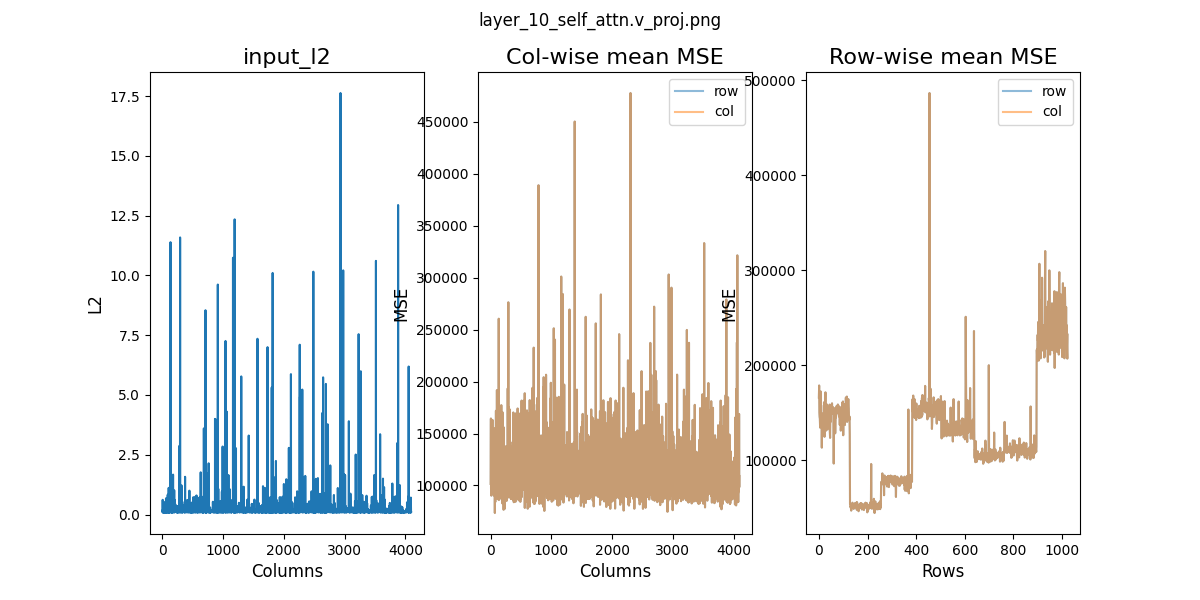 layer_10_self_attn.v_proj.png
input_l2
L2
17.5
15.0
12.5
10.0
7.5
5.0
2.5
0.0
0 1000 2000 3000 4000
Columns
Col-wise mean MSE
MSE
450000
400000
350000
300000
250000
200000
150000
100000
row
col
0 1000 2000 3000 4000
Columns
Row-wise mean MSE
MSE
500000
400000
300000
200000
100000
row
col
0 200 400 600 800 1000
Rows